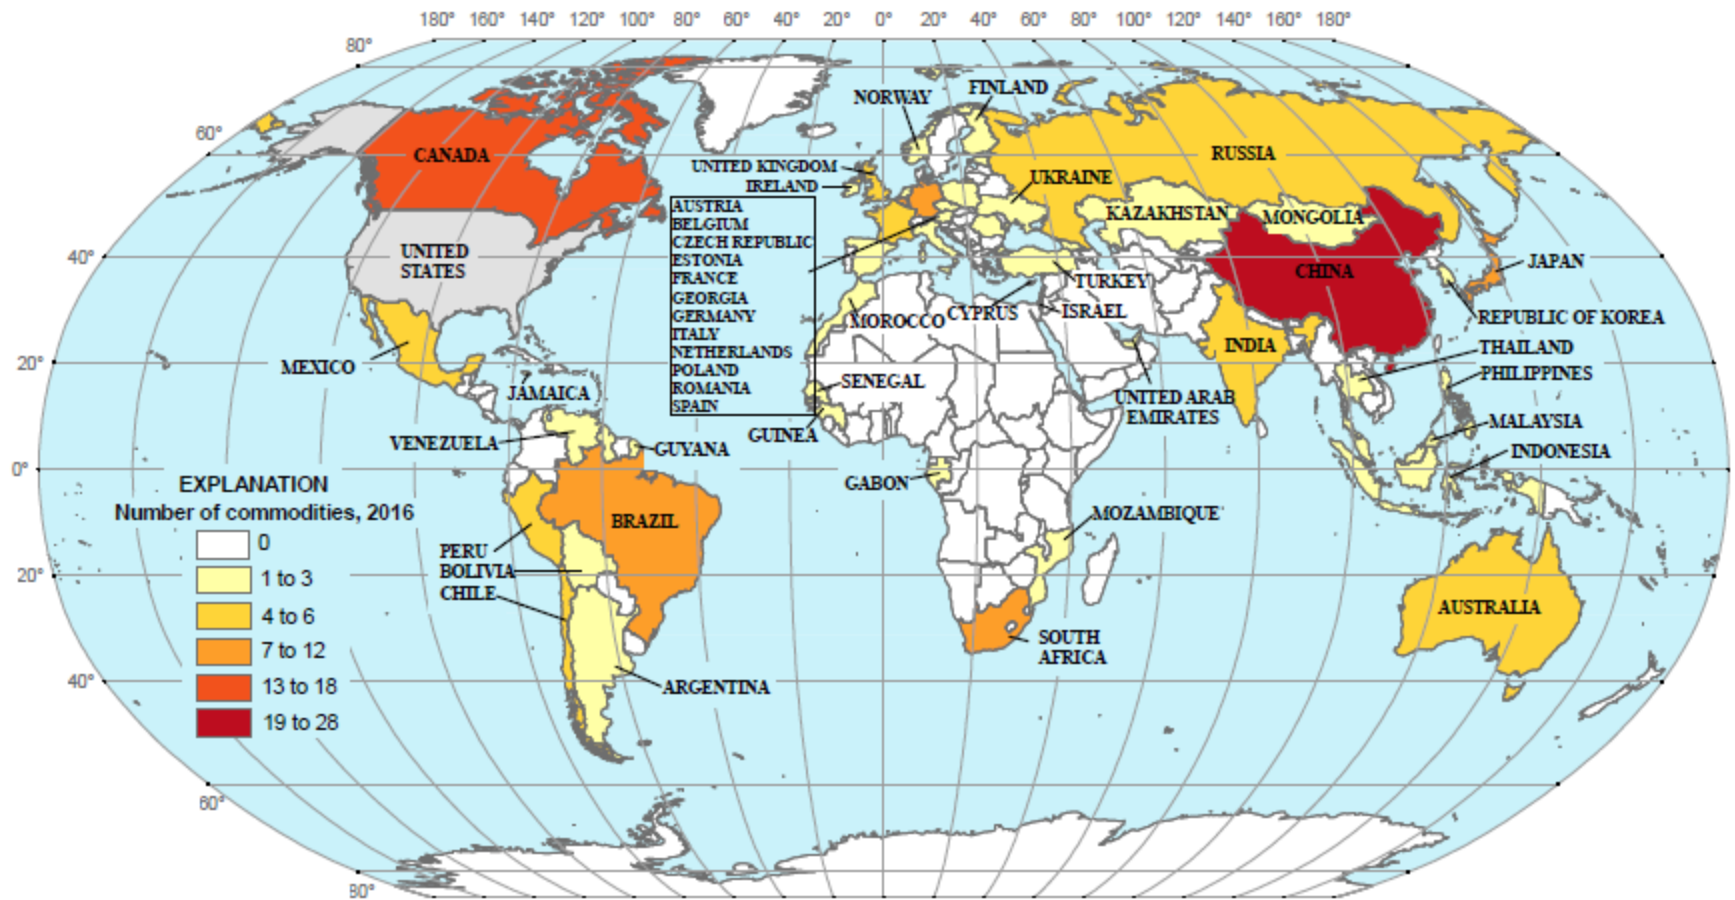 180° 160° 140° 120° 100° 80° 60° 40° 20° 0° 20° 40° 60° 80° 100° 120° 140° 160° 180°
80°
FINLAND
NORWAY
60°
CANADA
RUSSIA
UNITED KINGDOM
UKRAINE
IRELAND
AUSTRIA
BELGIUM
CZECH REPUBLIC
ESTONIA
FRANCE
GEORGIA
GERMANY
ITALY
NETHERLANDS
POLAND
ROMANIA
SPAIN
KAZAKHSTAN
MONGOLIA
UNITED
STATES
40°
CHINA
JAPAN
TURKEY
CYPRUS
ISRAEL
MOROCCO
REPUBLIC OF KOREA
INDIA
THAILAND
20°
MEXICO
PHILIPPINES
SENEGAL
JAMAICA
UNITED ARAB
EMIRATES
MALAYSIA
GUINEA
VENEZUELA
GUYANA
INDONESIA
0°
GABON
EXPLANATION
Number of commodities, 2016
0
1 to 3
4 to 6
7 to 12
13 to 18
19 to 28
MOZAMBIQUE
BRAZIL
PERU
BOLIVIA
CHILE
20°
AUSTRALIA
SOUTH
AFRICA
40°
ARGENTINA
60°
80°